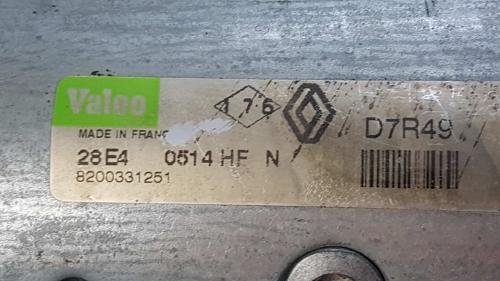 Valeo 176 D7R49
MADE IN FRANC
28E4 0514 HF N
8200331251